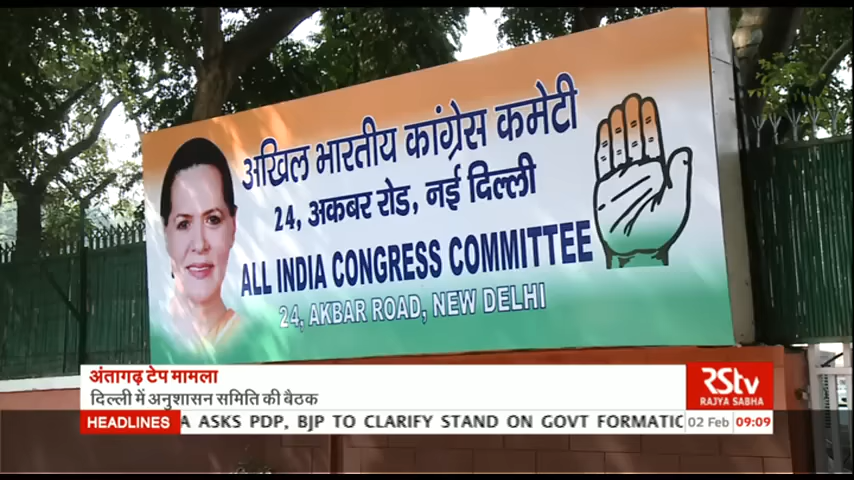 अखिल भारतीय कांग्रेस कमेटी
24, अकबर रोड, नई दिल्ली
ALL INDIA CONGRESS COMMITTEE
24, AKBAR ROAD, NEW DELHI
अंतागढ़ टेप मामला
दिल्ली में अनुशासन समिति की बैठक
RStv
RAJYA SABHA
HEADLINES A ASKS PDP, BJP TO CLARIFY STAND ON GOVT FORMATIC 02 Feb 09:09